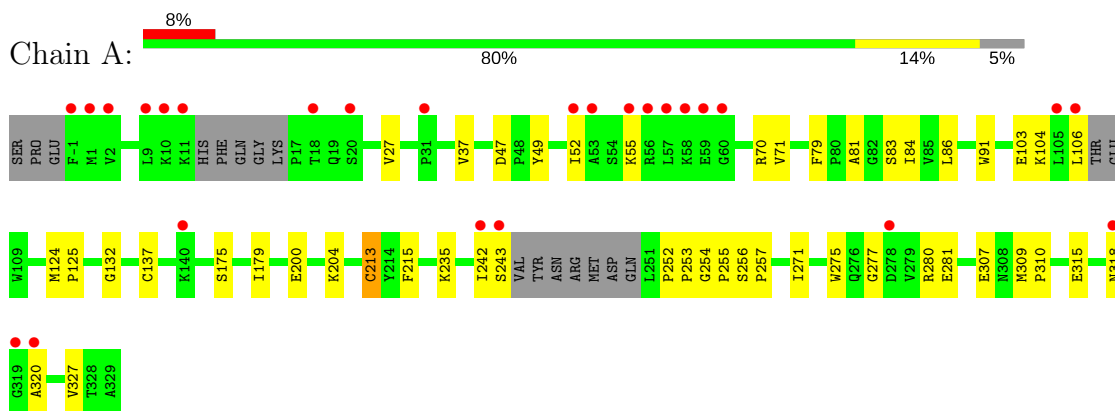 8%
Chain A:
80% 14% 5%
SER PRO GLU F-1 M1 V2 L9 K10 K11 HIS PHE GLN GLY LYS P17 T18 Q19 S20 V27 P31 V37 D47 P48 Y49 I52 A53 S54 K55 R56 L57 K58 E59 G60 R70 V71 F79 P80 A81 G82 S83 I84 V85 L86 W91 E103 K104 L105 L106 THR GLU
W109 M124 P125 G132 C137 K140 S175 I179 E200 K204 C213 Y214 F215 K235 I242 S243 VAL TYR ASN ARG MET ASP GLN L251 P252 P253 G254 P255 S256 P257 I271 W275 Q276 G277 D278 V279 R280 E281 E307 N308 M309 P310 E315 N318
G319 A320 V327 T328 A329